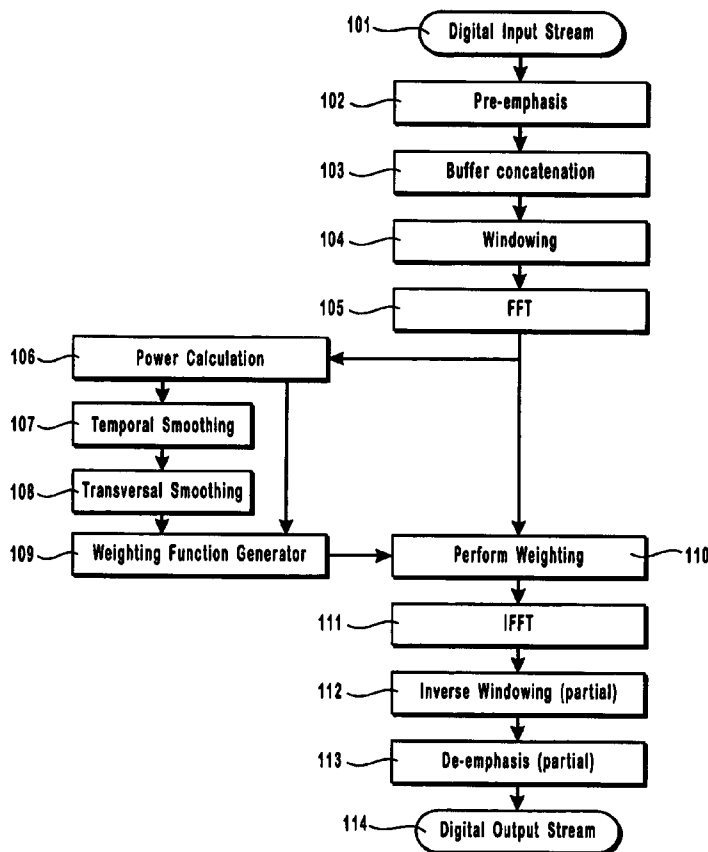 101 Digital Input Stream
102 Pre-emphasis
103 Buffer concatenation
104 Windowing
105 FFT
106 Power Calculation
107 Temporal Smoothing
108 Transversal Smoothing
109 Weighting Function Generator
Perform Weighting 110
111 IFFT
112 Inverse Windowing (partial)
113 De-emphasis (partial)
114 Digital Output Stream